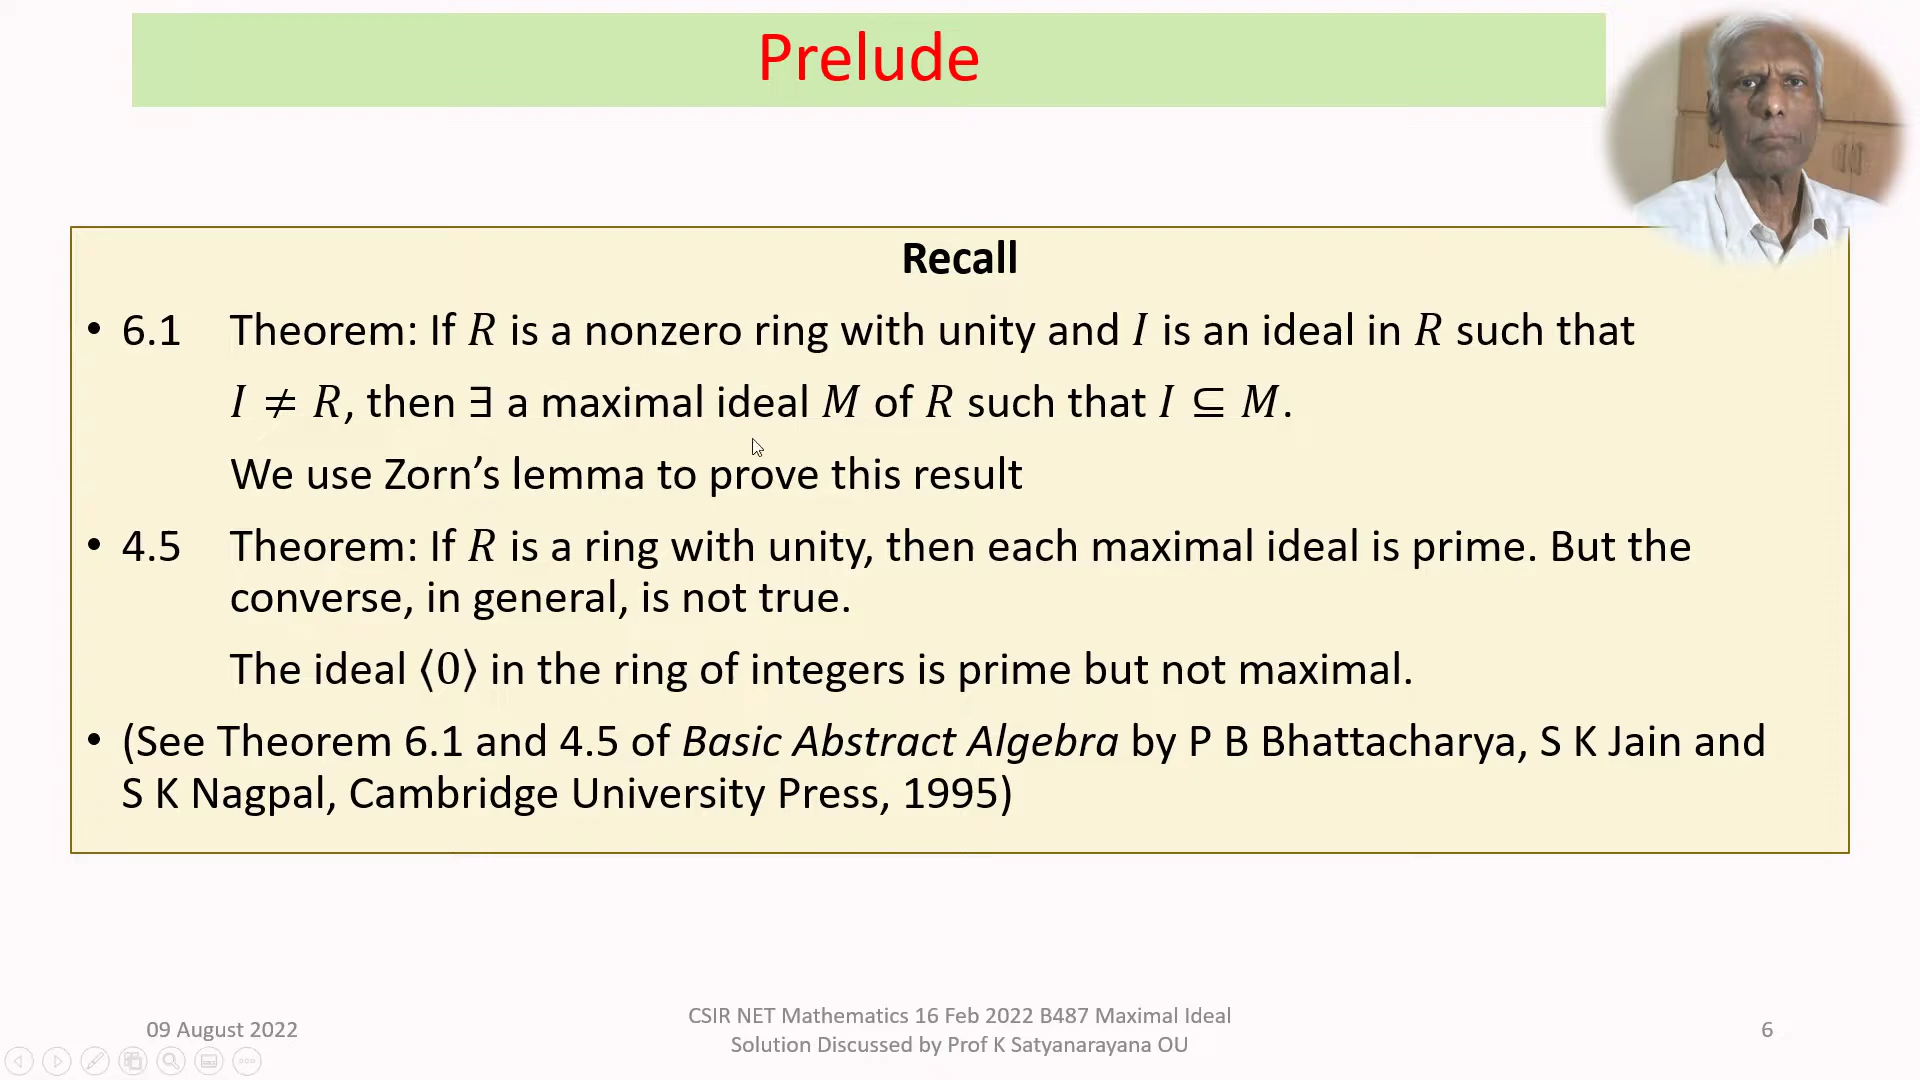 Prelude
Recall
• 6.1 Theorem: If R is a nonzero ring with unity and I is an ideal in R such that
I ≠ R, then ∃ a maximal ideal M of R such that I ⊆ M.
We use Zorn’s lemma to prove this result
• 4.5 Theorem: If R is a ring with unity, then each maximal ideal is prime. But the
converse, in general, is not true.
The ideal ⟨0⟩ in the ring of integers is prime but not maximal.
• (See Theorem 6.1 and 4.5 of Basic Abstract Algebra by P B Bhattacharya, S K Jain and
S K Nagpal, Cambridge University Press, 1995)
09 August 2022
CSIR NET Mathematics 16 Feb 2022 B487 Maximal Ideal
Solution Discussed by Prof K Satyanarayana OU
6